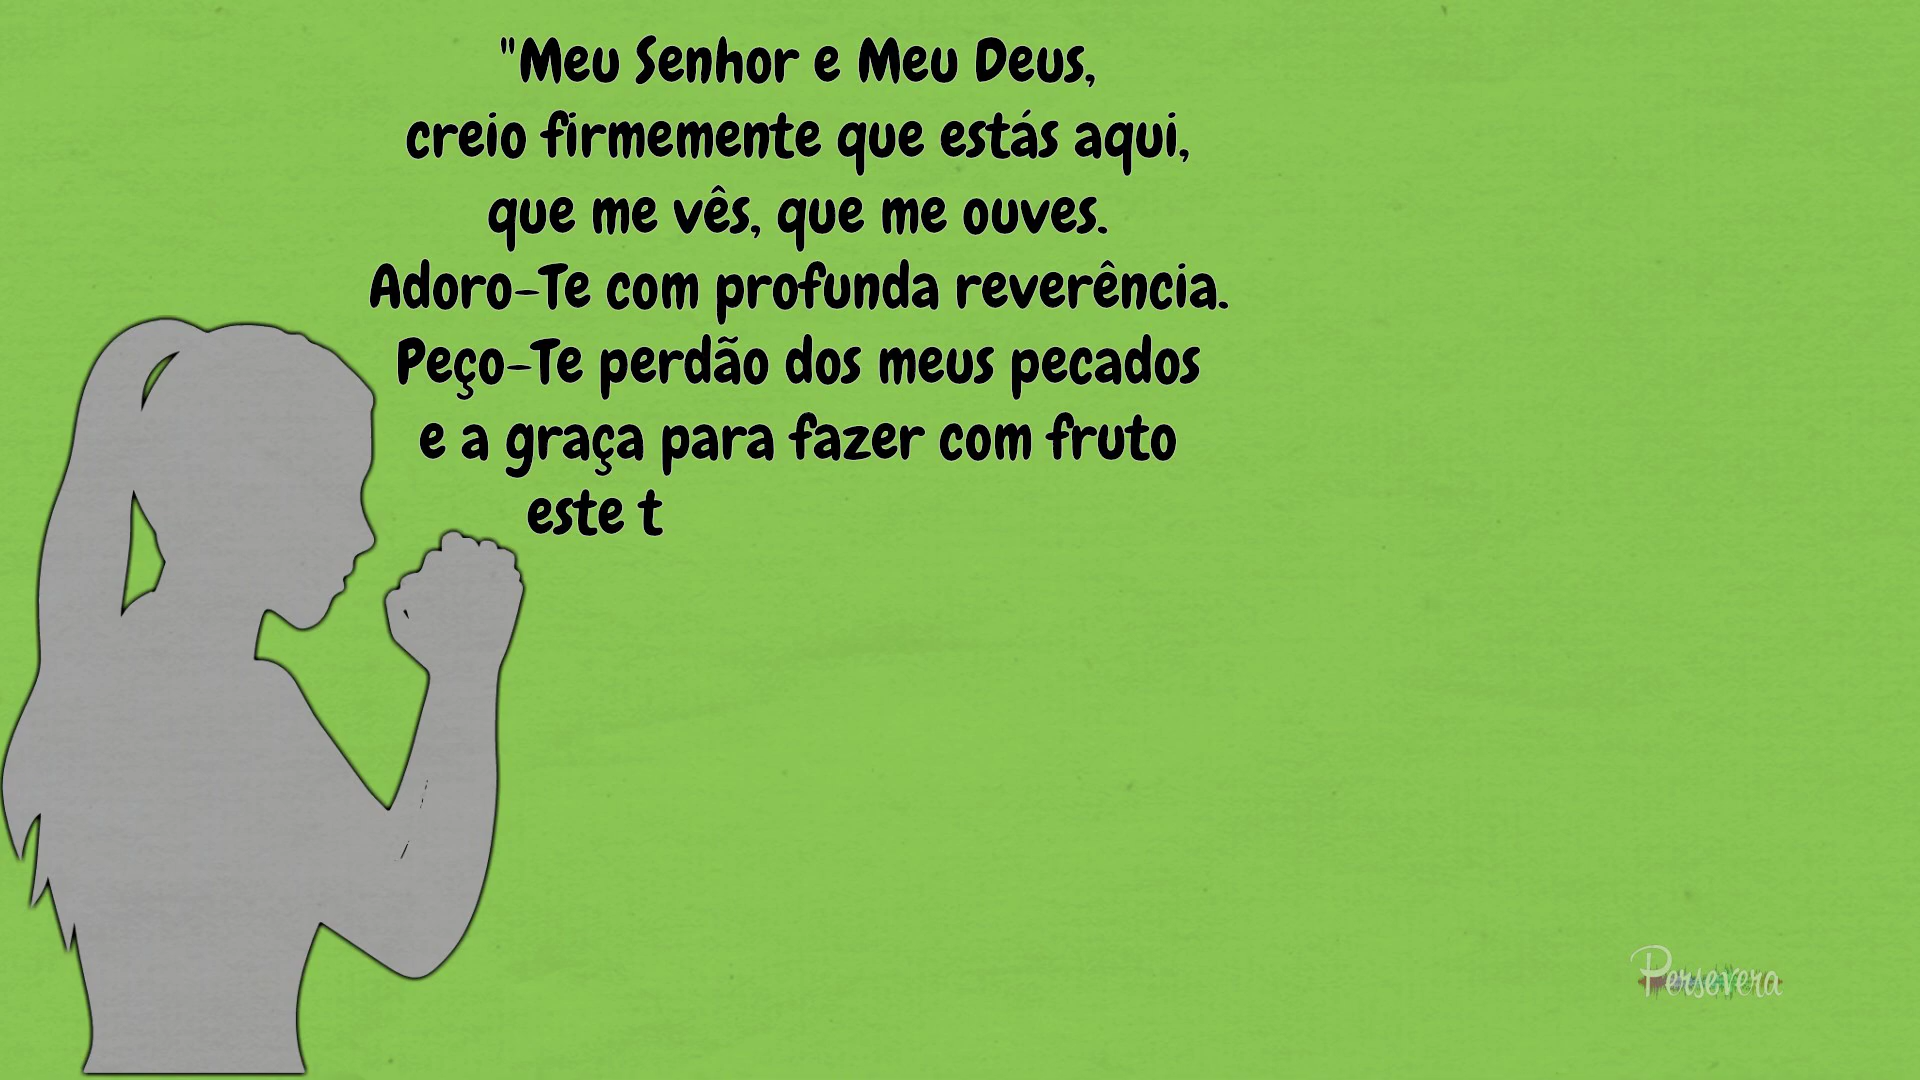 "Meu Senhor e Meu Deus,
creio firmemente que estás aqui,
que me vês, que me ouves.
Adoro-Te com profunda reverência.
Peço-Te perdão dos meus pecados
e a graça para fazer com fruto
este t
Persevera